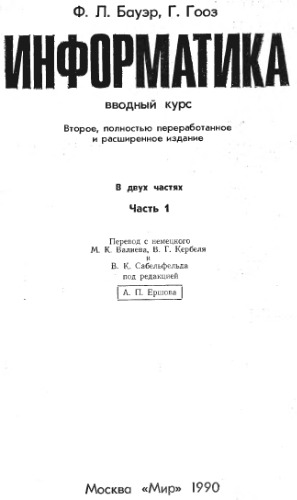 Ф. Л. Бауэр, Г. Гооз
ИНФОРМАТИКА
вводный курс
Второе, полностью переработанное
и расширенное издание
В двух частях
Часть 1
Перевод с немецкого
М. К. Валиева, В. Г. Кербеля
и
В. К. Сабельфельда
под редакцией
А. П. Ершова
Москва «Мир» 1990